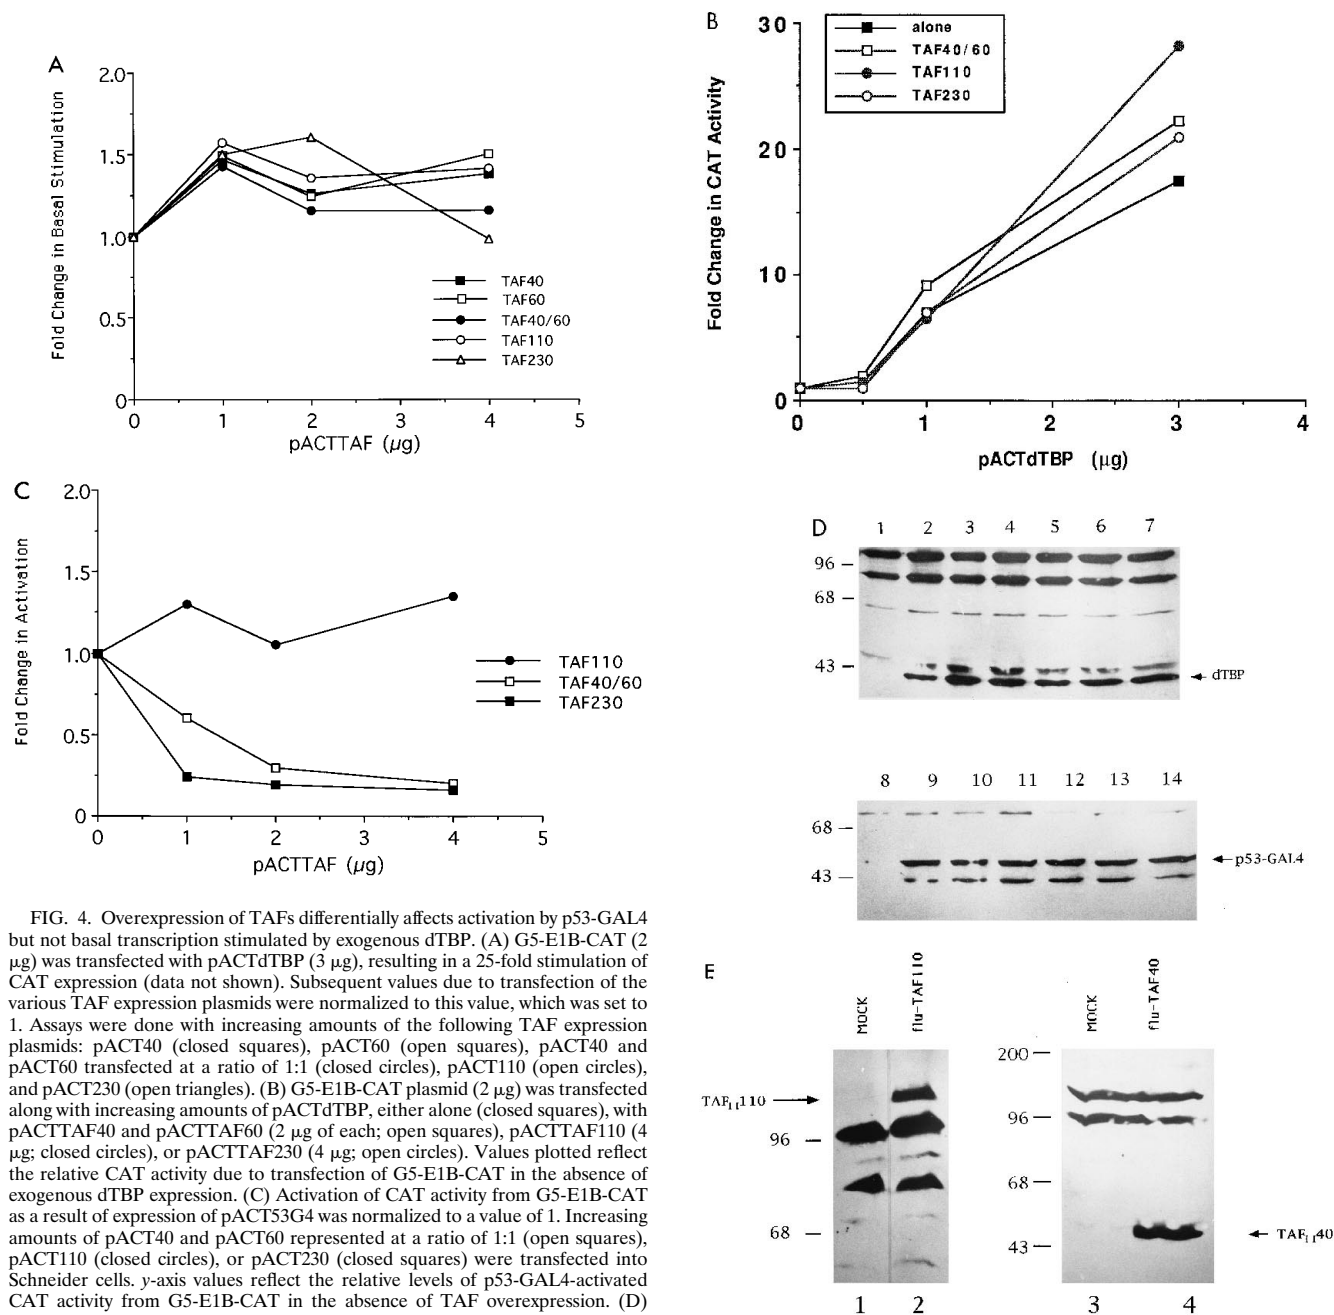 A
2.0
1.5
1.0
0.5
0
Fold Change in Basal Stimulation
0 1 2 3 4 5
pACTTAF (µg)
TAF40
TAF60
TAF40/60
TAF110
TAF230
B
30
20
10
0
Fold Change in CAT Activity
0 1 2 3 4
pACTdTBP (µg)
alone
TAF40/60
TAF110
TAF230
C
2.0
1.5
1.0
0.5
0
Fold Change in Activation
0 1 2 3 4 5
pACTTAF (µg)
TAF110
TAF40/60
TAF230
D
1 2 3 4 5 6 7
96
68
43
dTBP
8 9 10 11 12 13 14
68
43
p53-GAL4
E
MOCK
flu-TAF110
MOCK
flu-TAF40
TAFII110
96
68
200
96
68
43
TAFII40
1 2 3 4
FIG. 4. Overexpression of TAFs differentially affects activation by p53-GAL4
but not basal transcription stimulated by exogenous dTBP. (A) G5-E1B-CAT (2
µg) was transfected with pACTdTBP (3 µg), resulting in a 25-fold stimulation of
CAT expression (data not shown). Subsequent values due to transfection of the
various TAF expression plasmids were normalized to this value, which was set to
1. Assays were done with increasing amounts of the following TAF expression
plasmids: pACT40 (closed squares), pACT60 (open squares), pACT40 and
pACT60 transfected at a ratio of 1:1 (closed circles), pACT110 (open circles),
and pACT230 (open triangles). (B) G5-E1B-CAT plasmid (2 µg) was transfected
along with increasing amounts of pACTdTBP, either alone (closed squares), with
pACTTAF40 and pACTTAF60 (2 µg of each; open squares), pACTTAF110 (4
µg; closed circles), or pACTTAF230 (4 µg; open circles). Values plotted reflect
the relative CAT activity due to transfection of G5-E1B-CAT in the absence of
exogenous dTBP expression. (C) Activation of CAT activity from G5-E1B-CAT
as a result of expression of pACT53G4 was normalized to a value of 1. Increasing
amounts of pACT40 and pACT60 represented at a ratio of 1:1 (open squares),
pACT110 (closed circles), or pACT230 (closed squares) were transfected into
Schneider cells. y-axis values reflect the relative levels of p53-GAL4-activated
CAT activity from G5-E1B-CAT in the absence of TAF overexpression. (D)